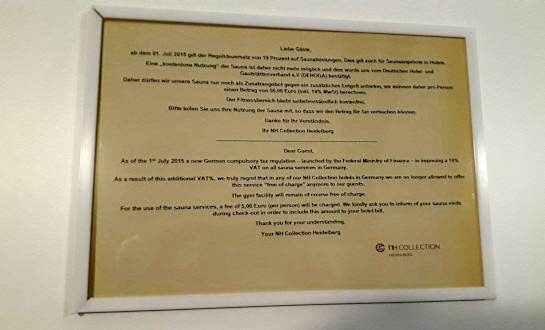 Liebe Gäste,
ab dem 01. Juli 2015 gilt der Regelsteuersatz von 19 Prozent auf Saunaleistungen. Dies gilt auch für Saunaangebote in Hotels.
Eine „kostenlose Nutzung" der Sauna ist daher nicht mehr möglich und dies wurde uns vom Deutschen Hotel- und
Gaststättenverband e.V (DEHOGA) bestätigt.
Daher dürfen wir unsere Sauna nur noch als Zusatzangebot gegen ein zusätzliches Entgelt anbieten, wir müssen daher pro Person
einen Betrag von Euro (inkl. 19% MwSt) berechnen.
Der Fitnessbereich bleibt selbstverständlich kostenfrei.
Bitte teilen Sie uns Ihre Nutzung der Sauna mit, so dass wir den Betrag für Sie verbuchen können.
Danke für Ihr Verständnis.
Ihr NH Collection Heidelberg
Dear Guest,
As of the 1st July 2015 a new German compulsory tax regulation – launched by the Federal Ministry of Finance – is imposing a 19%
VAT on all sauna services in Germany.
As a result of this additional VAT%, we truly regret that in any of our NH Collection hotels in Germany we are no longer allowed to offer
this service "free of charge" anymore to our guests.
The gym facility will remain of course free of charge.
For the use of the sauna services, a fee of 5,00 Euro (per person) will be charged. We kindly ask you to inform of your sauna visits
during check-out in order to include this amount to your hotel bill.
Thank you for your understanding.
Your NH Collection Heidelberg
nH COLLECTION
HEIDELBERG